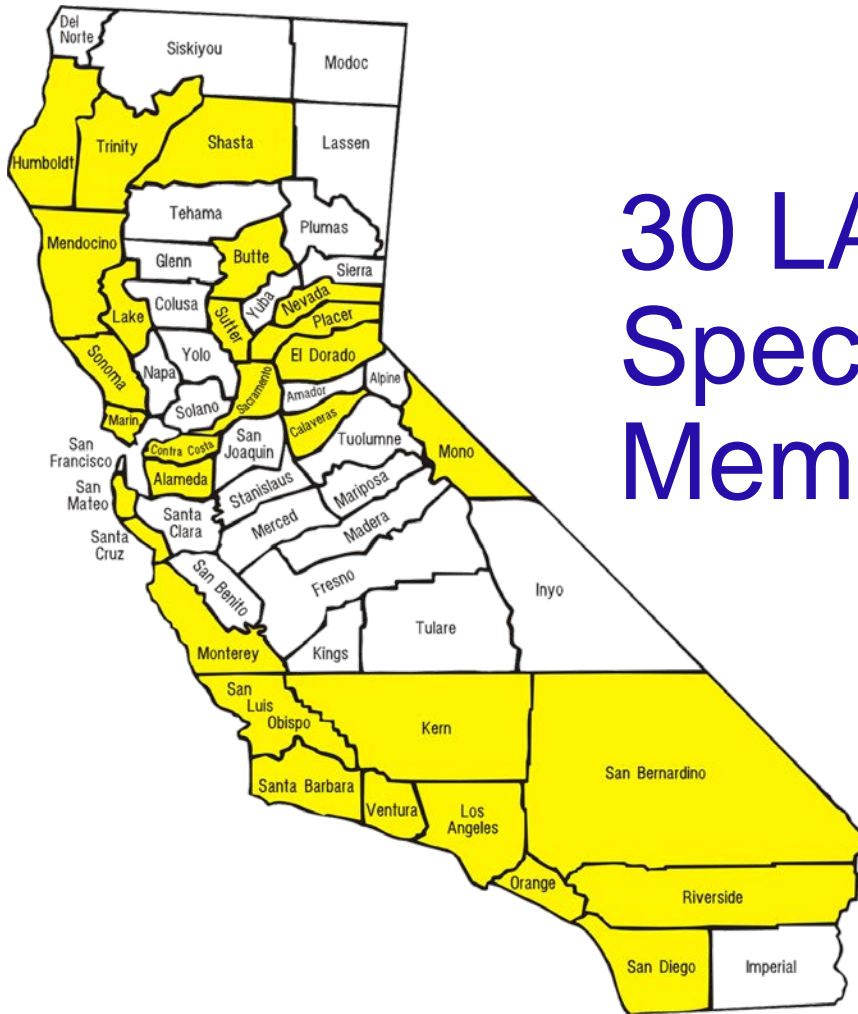 Del
Norte
Siskiyou
Modoc
Humboldt
Trinity
Shasta
Lassen
Tehama
Plumas
Mendocino
Glenn
Butte
Sierra
Colusa
Yuba
Nevada
Lake
Sutter
Placer
Sonoma
Napa
Yolo
El Dorado
Sacramento
Amador
Alpine
Marin
Solano
Calaveras
San
Francisco
Contra Costa
San
Joaquin
Tuolumne
Mono
San
Mateo
Alameda
Stanislaus
Mariposa
Santa
Cruz
Santa
Clara
Merced
Madera
San Benito
Fresno
Inyo
Monterey
Kings
Tulare
San
Luis
Obispo
Kern
San Bernardino
Santa Barbara
Ventura
Los
Angeles
Orange
Riverside
San Diego
Imperial
30 LA
Spec
Mem